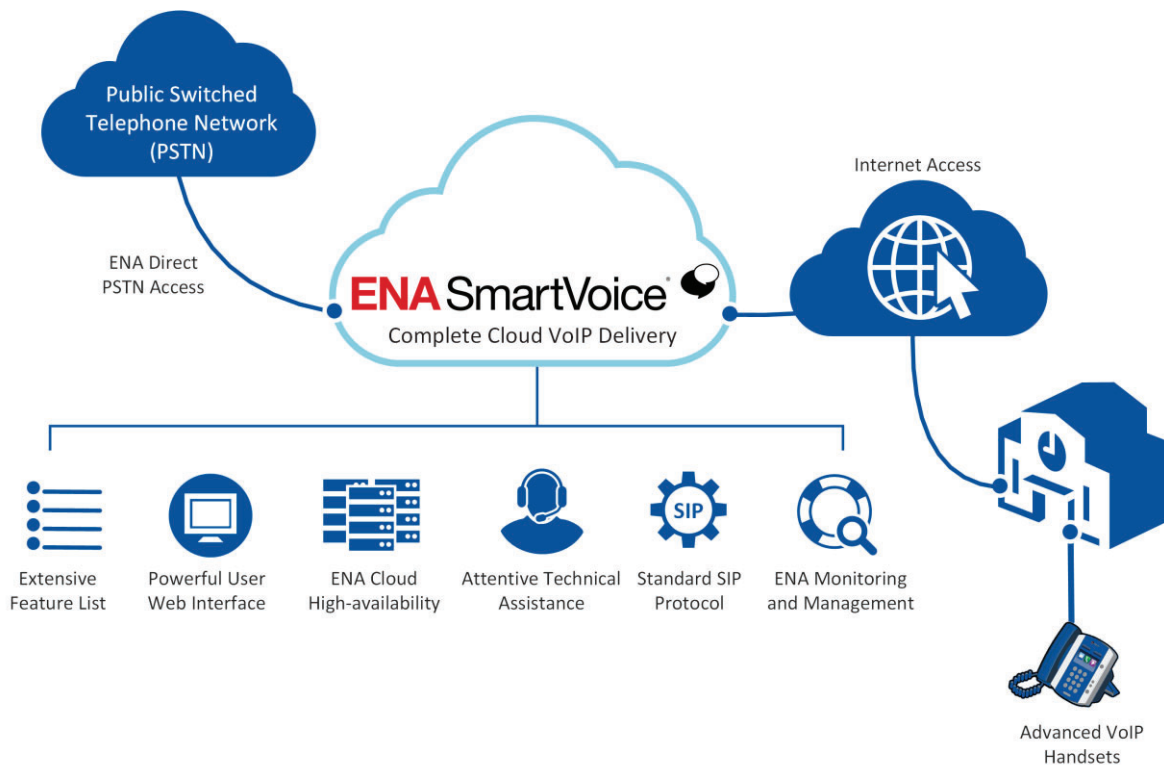 Public Switched
Telephone Network
(PSTN)
Internet Access
ENA Direct
PSTN Access
ENA SmartVoice
Complete Cloud VoIP Delivery
SIP
Extensive
Feature List
Powerful User
Web Interface
ENA Cloud
High-availability
Attentive Technical
Assistance
Standard SIP
Protocol
ENA Monitoring
and Management
Advanced VoIP
Handsets